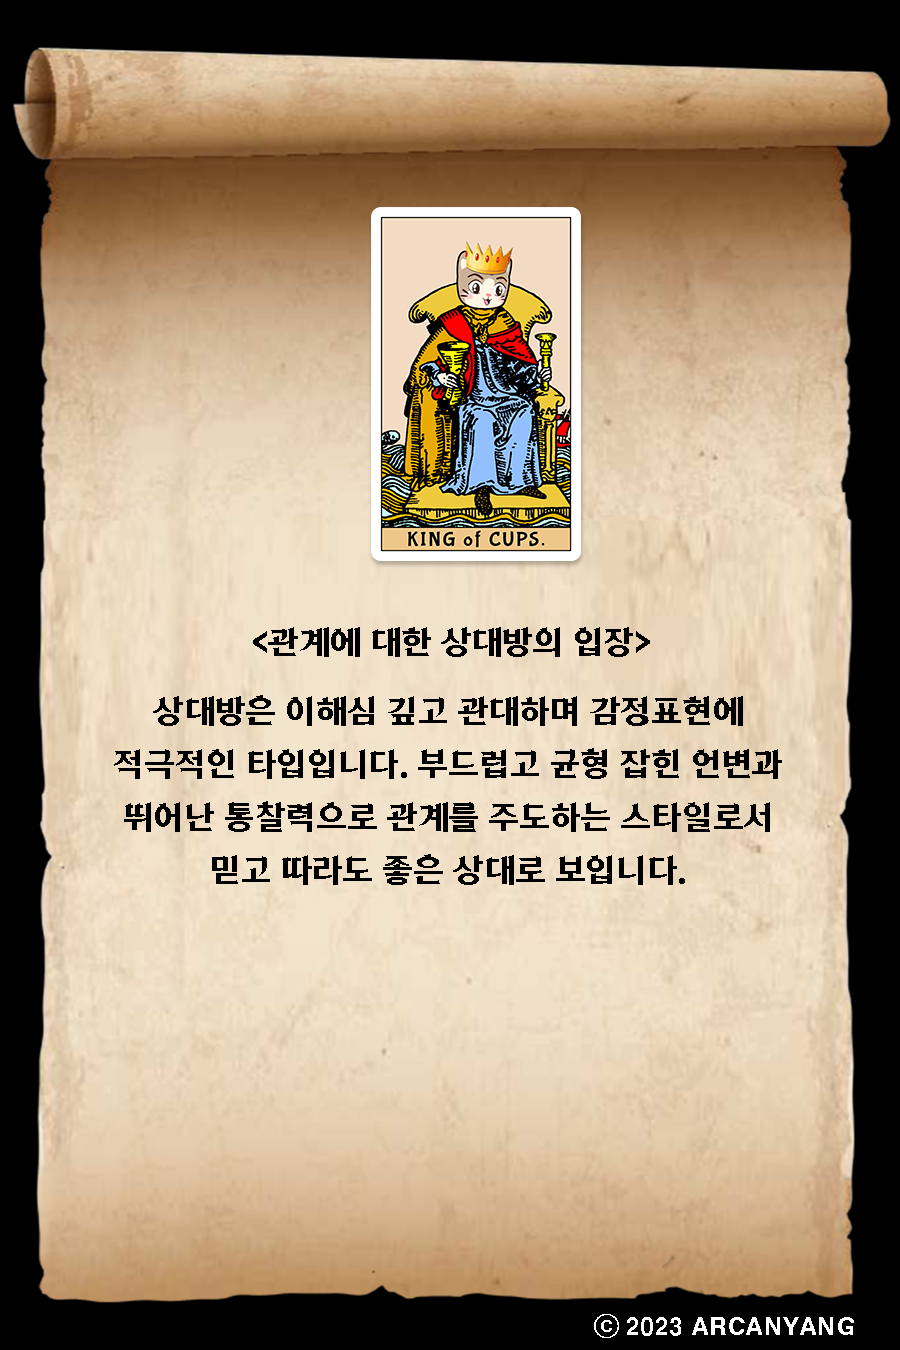 KING of CUPS.
<관계에 대한 상대방의 입장>
상대방은 이해심 깊고 관대하며 감정표현에
적극적인 타입입니다. 부드럽고 균형 잡힌 언변과
뛰어난 통찰력으로 관계를 주도하는 스타일로서
믿고 따라도 좋은 상대로 보입니다.
ⓒ 2023 ARCANYANG